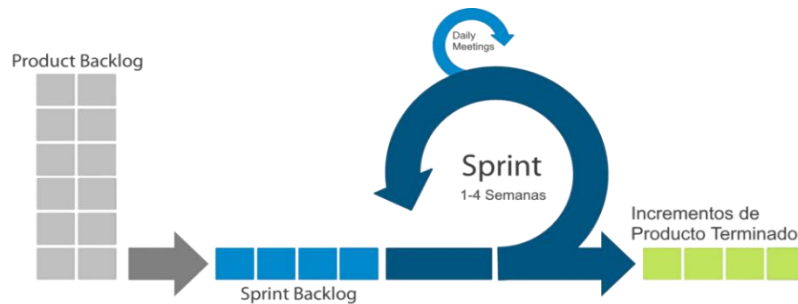 Daily
Meetings
Product Backlog
Sprint
1-4 Semanas
Incrementos de
Producto Terminado
Sprint Backlog